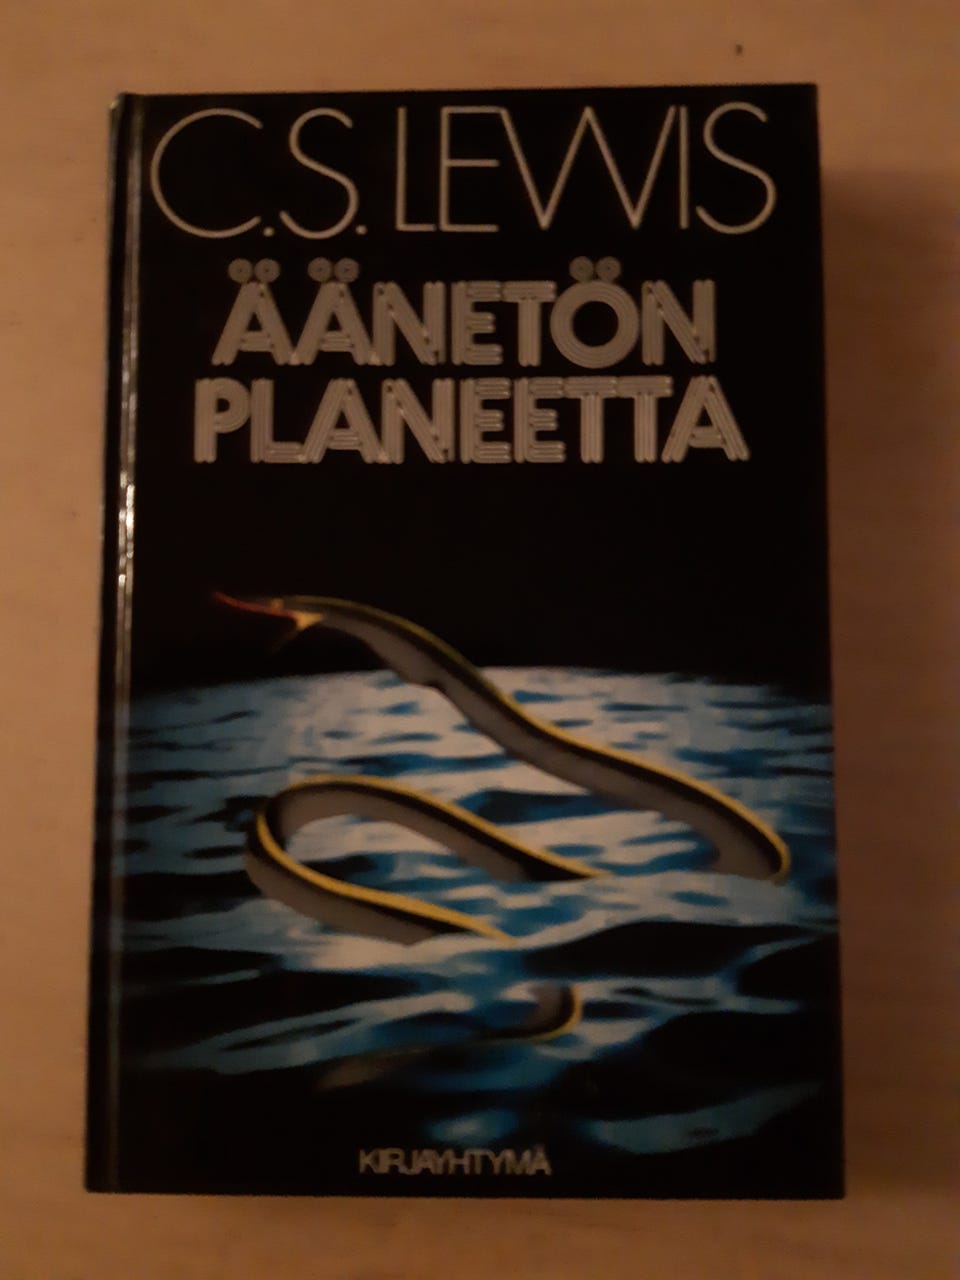 C.S. LEWIS
ÄÄNETÖN
PLANEETTA
KIRJAYHTYMÄ